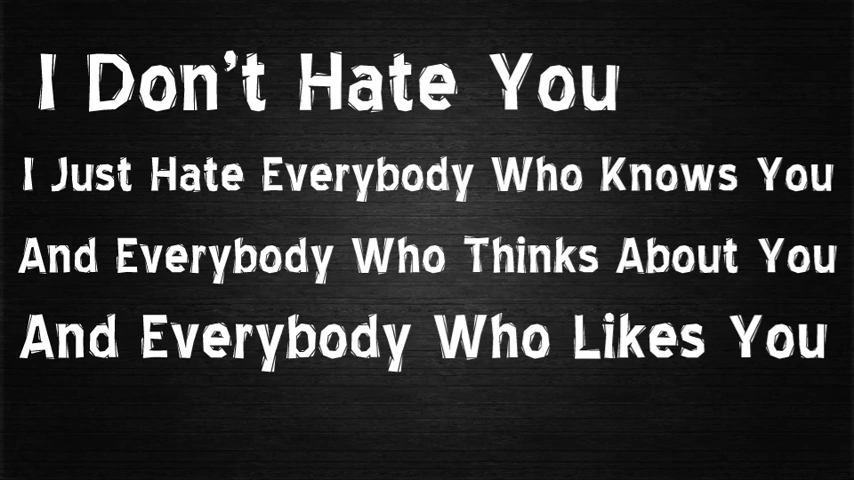 I Don't Hate You
I Just Hate Everybody Who Knows You
And Everybody Who Thinks About You
And Everybody Who Likes You